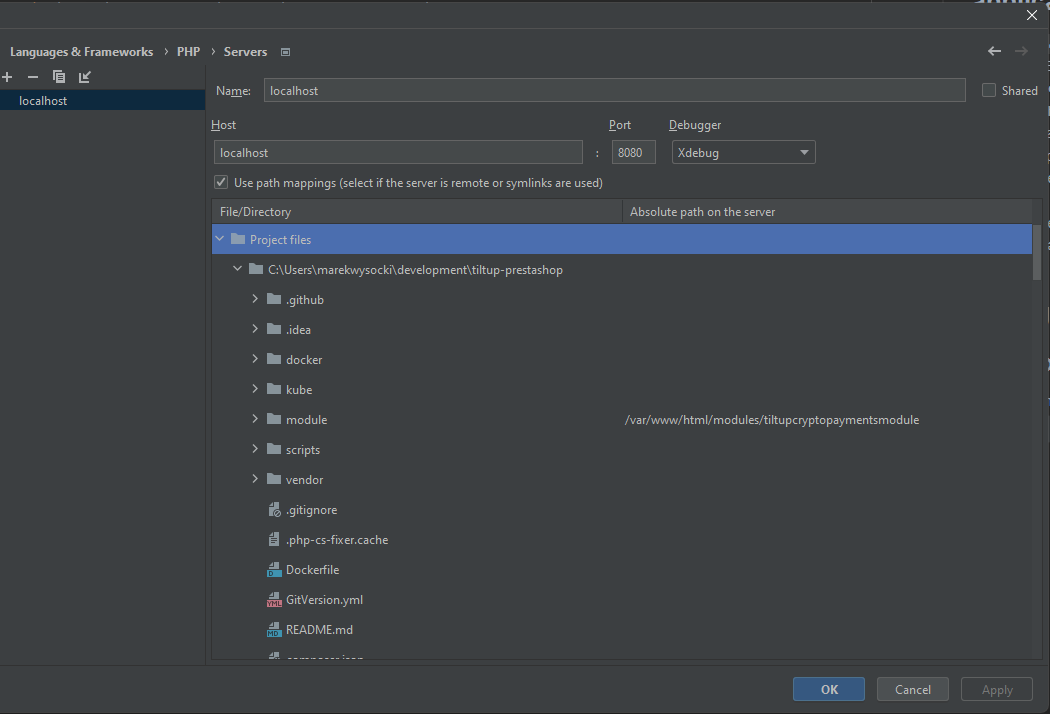 Languages & Frameworks › PHP › Servers
localhost
Name: localhost Shared
Host Port Debugger
localhost : 8080 Xdebug
Use path mappings (select if the server is remote or symlinks are used)
File/Directory Absolute path on the server
Project files
C:\Users\marekwysocki\development\tiltup-prestashop
.github
.idea
docker
kube
module /var/www/html/modules/tiltupcryptopaymentsmodule
scripts
vendor
.gitignore
.php-cs-fixer.cache
Dockerfile
GitVersion.yml
README.md
OK Cancel Apply